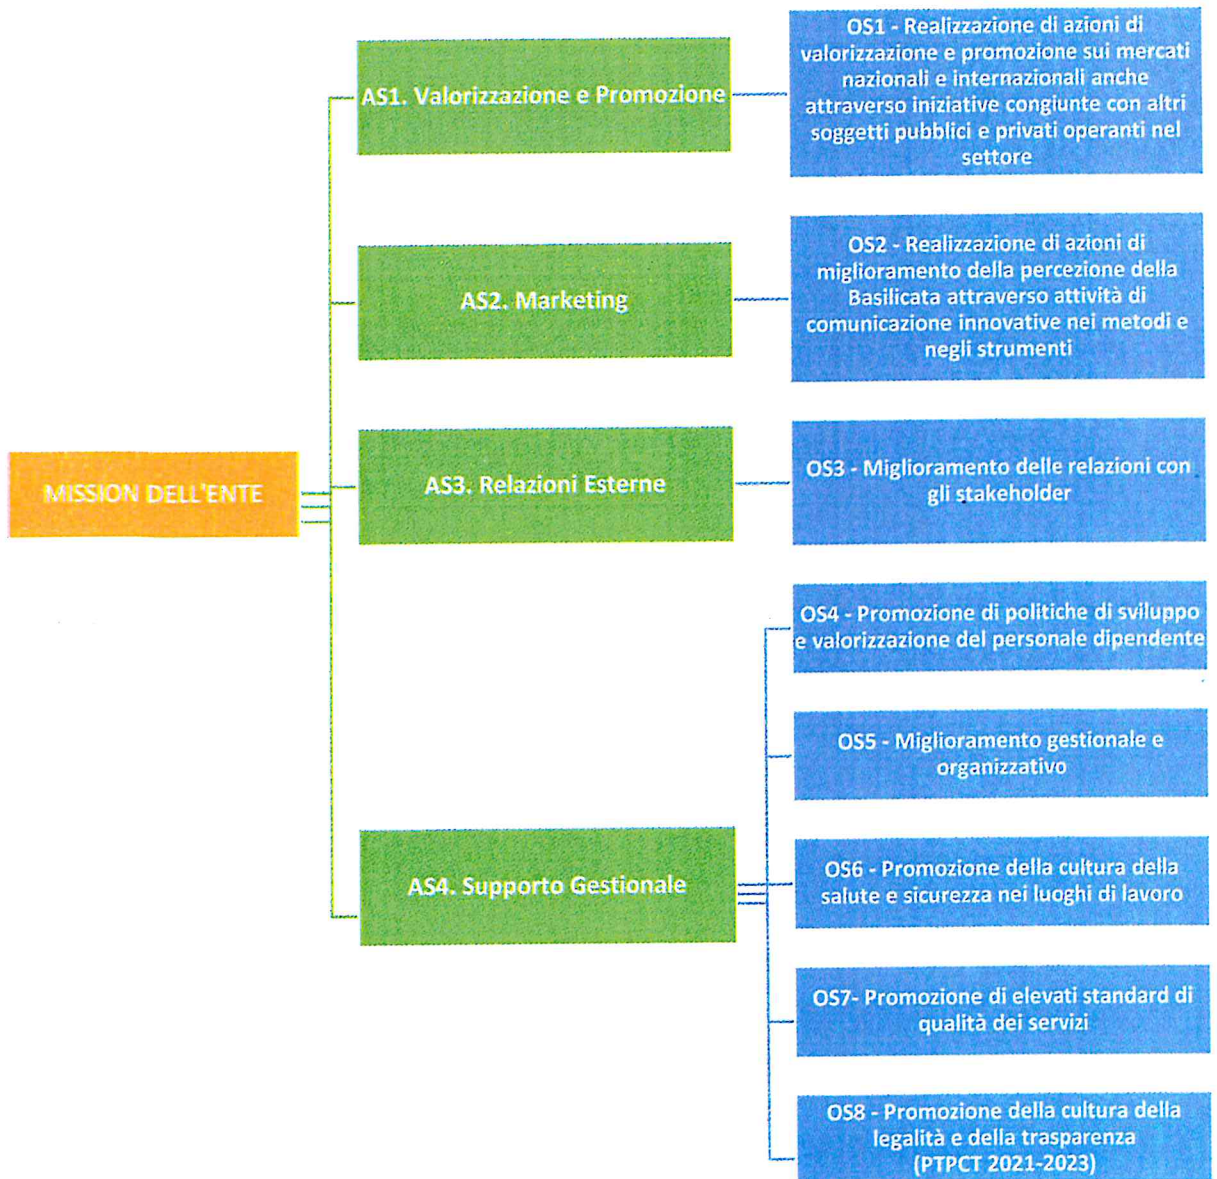 MISSION DELL'ENTE
AS1. Valorizzazione e Promozione
OS1 - Realizzazione di azioni di
valorizzazione e promozione sui mercati
nazionali e internazionali anche
attraverso iniziative congiunte con altri
soggetti pubblici e privati operanti nel
settore
AS2. Marketing
OS2 - Realizzazione di azioni di
miglioramento della percezione della
Basilicata attraverso attività di
comunicazione innovative nei metodi e
negli strumenti
AS3. Relazioni Esterne
OS3 - Miglioramento delle relazioni con
gli stakeholder
AS4. Supporto Gestionale
OS4 - Promozione di politiche di sviluppo
e valorizzazione del personale dipendente
OS5 - Miglioramento gestionale e
organizzativo
OS6 - Promozione della cultura della
salute e sicurezza nei luoghi di lavoro
OS7- Promozione di elevati standard di
qualità dei servizi
OS8 - Promozione della cultura della
legalità e della trasparenza
(PTPCT 2021-2023)